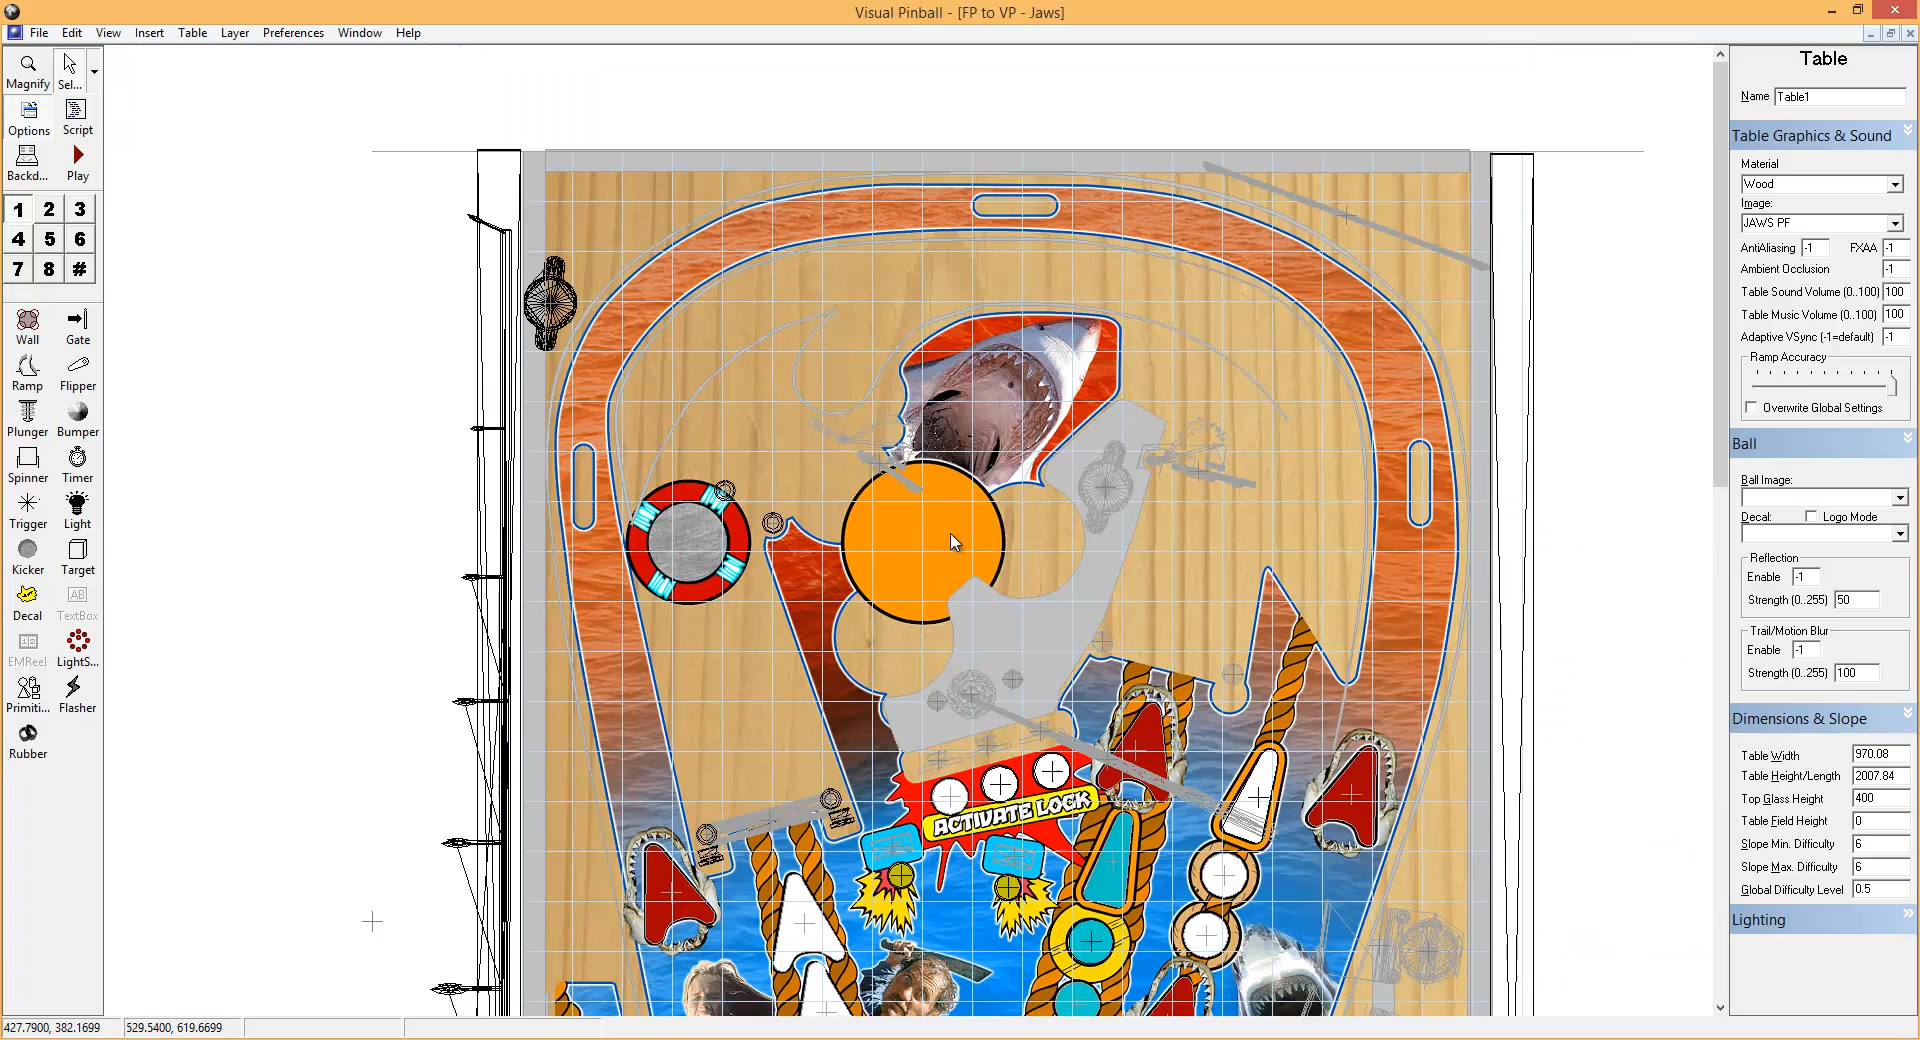 Visual Pinball - [FP to VP - Jaws]
File Edit View Insert Table Layer Preferences Window Help
Magnify Sel...
Options Script
Backd... Play
1 2 3
4 5 6
7 8 #
Wall Gate
Ramp Flipper
Plunger Bumper
Spinner Timer
Trigger Light
Kicker Target
Decal TextBox
EMReel LightS...
Primiti... Flasher
Rubber
ACTIVATE LOCK
Table
Name Table1
Table Graphics & Sound
Material
Wood
Image:
JAWS PF
AntiAliasing -1 FXAA -1
Ambient Occlusion -1
Table Sound Volume (0..100) 100
Table Music Volume (0..100) 100
Adaptive VSync (-1=default) -1
Ramp Accuracy
Overwrite Global Settings
Ball
Ball Image:
Decal: Logo Mode
Reflection
Enable -1
Strength (0..255) 50
Trail/Motion Blur
Enable -1
Strength (0..255) 100
Dimensions & Slope
Table Width 970.08
Table Height/Length 2007.84
Top Glass Height 400
Table Field Height 0
Slope Min. Difficulty 6
Slope Max. Difficulty 6
Global Difficulty Level 0.5
Lighting
427.7900, 382.1699 529.5400, 619.6699